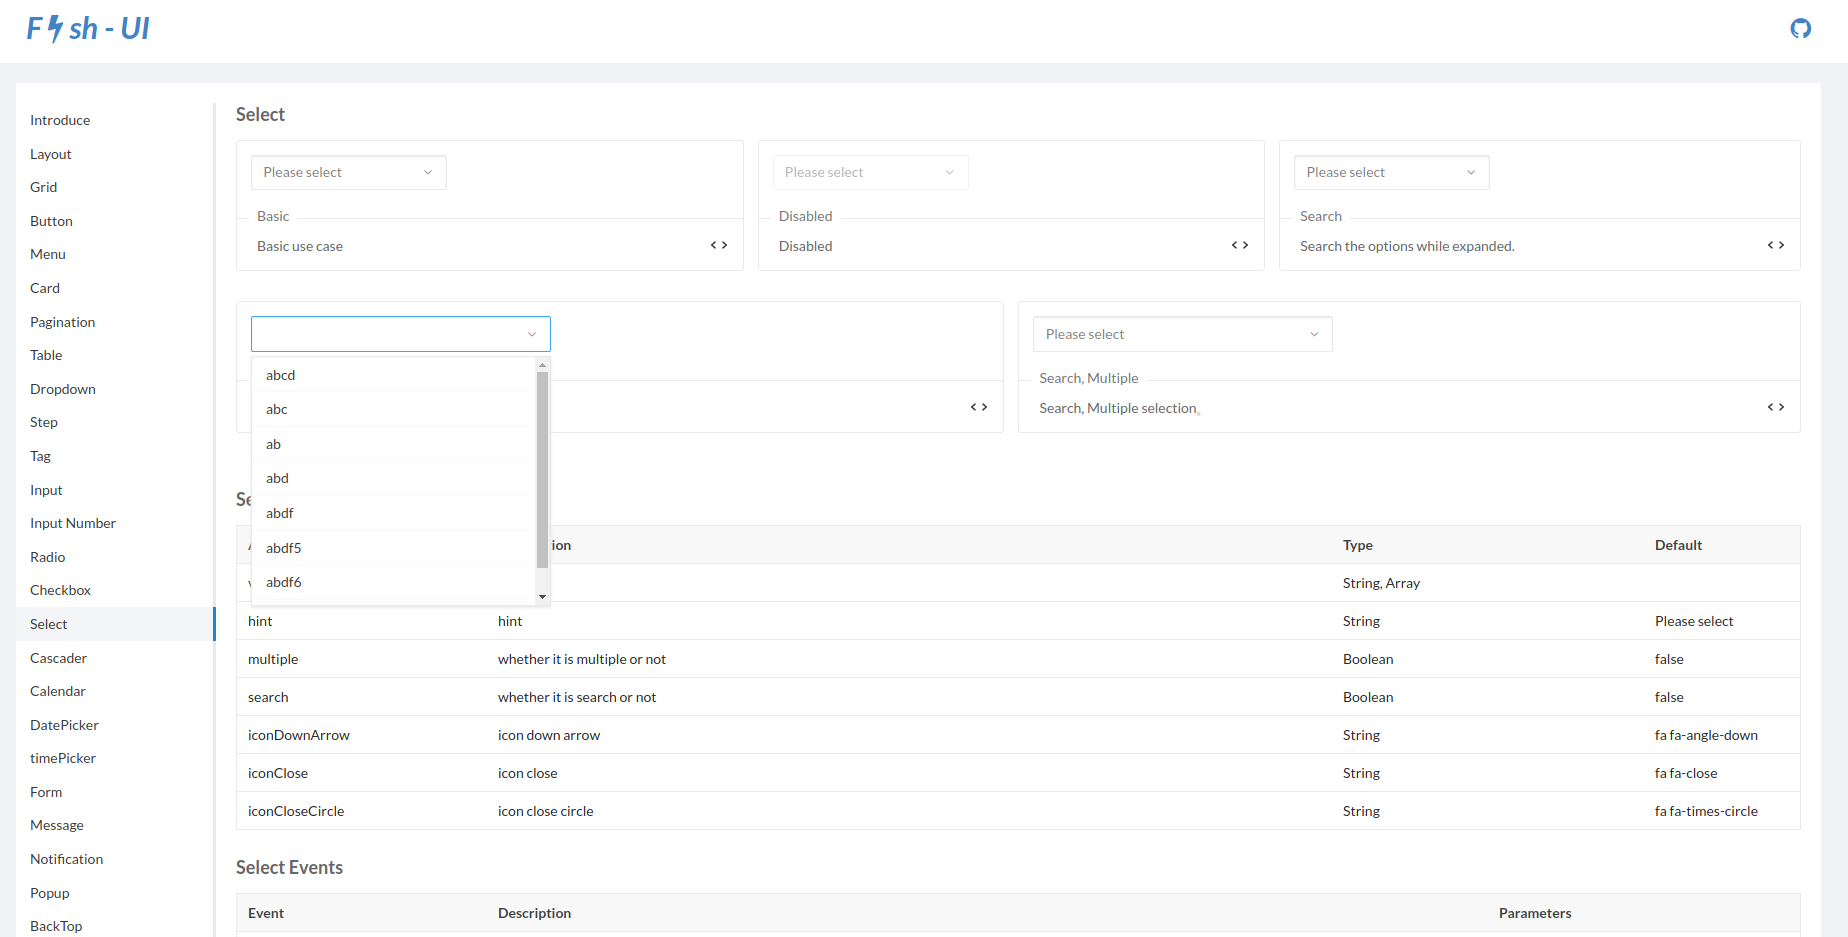 F sh - UI
Introduce
Layout
Grid
Button
Menu
Card
Pagination
Table
Dropdown
Step
Tag
Input
Input Number
Radio
Checkbox
Select
Cascader
Calendar
DatePicker
timePicker
Form
Message
Notification
Popup
BackTop
Select
Please select
Basic
Basic use case
Please select
Disabled
Disabled
Please select
Search
Search the options while expanded.
abcd
abc
ab
abd
abdf
abdf5
abdf6
Please select
Search, Multiple
Search, Multiple selection。
Type Default
String, Array
hint hint String Please select
multiple whether it is multiple or not Boolean false
search whether it is search or not Boolean false
iconDownArrow icon down arrow String fa fa-angle-down
iconClose icon close String fa fa-close
iconCloseCircle icon close circle String fa fa-times-circle
Select Events
Event Description Parameters